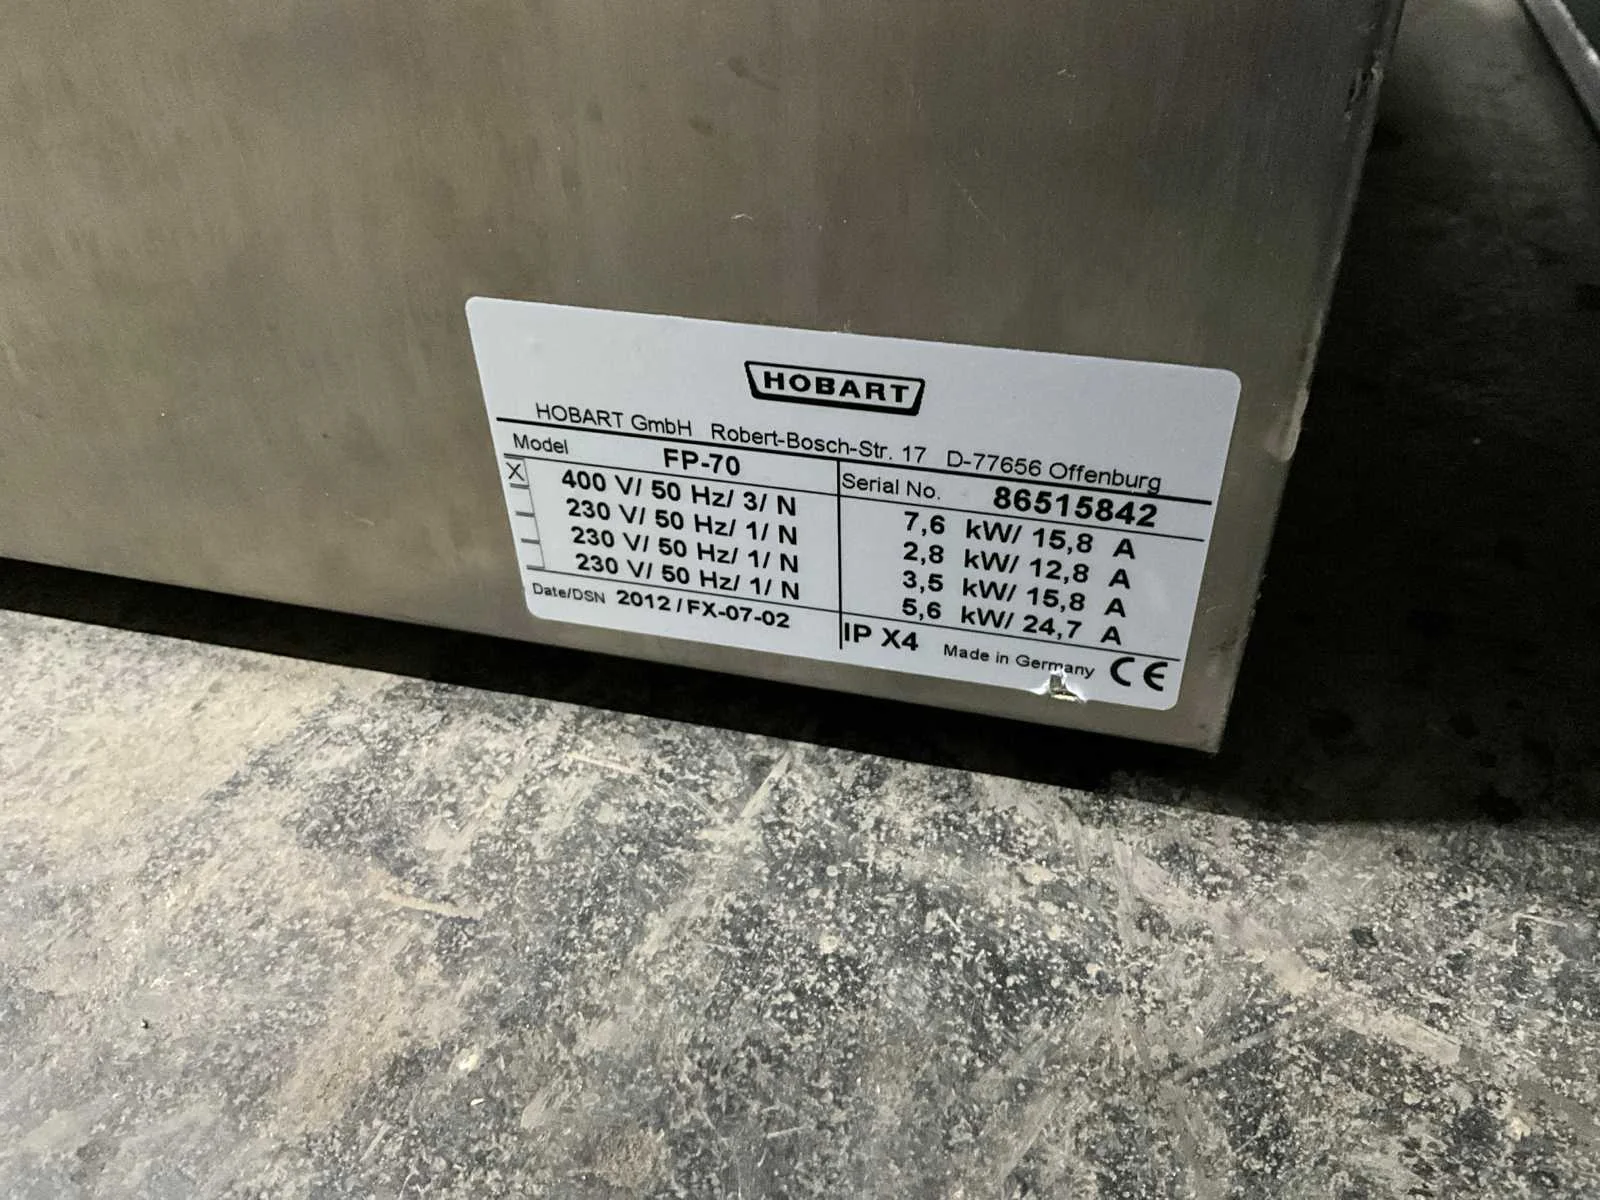 HOBART
HOBART GmbH Robert-Bosch-Str. 17 D-77656 Offenburg
Model FP-70 Serial No. 86515842
X 400 V/ 50 Hz/ 3/ N 7,6 kW/ 15,8 A
230 V/ 50 Hz/ 1/ N 2,8 kW/ 12,8 A
230 V/ 50 Hz/ 1/ N 3,5 kW/ 15,8 A
230 V/ 50 Hz/ 1/ N 5,6 kW/ 24,7 A
Date/DSN 2012 / FX-07-02 IP X4 Made in Germany CE